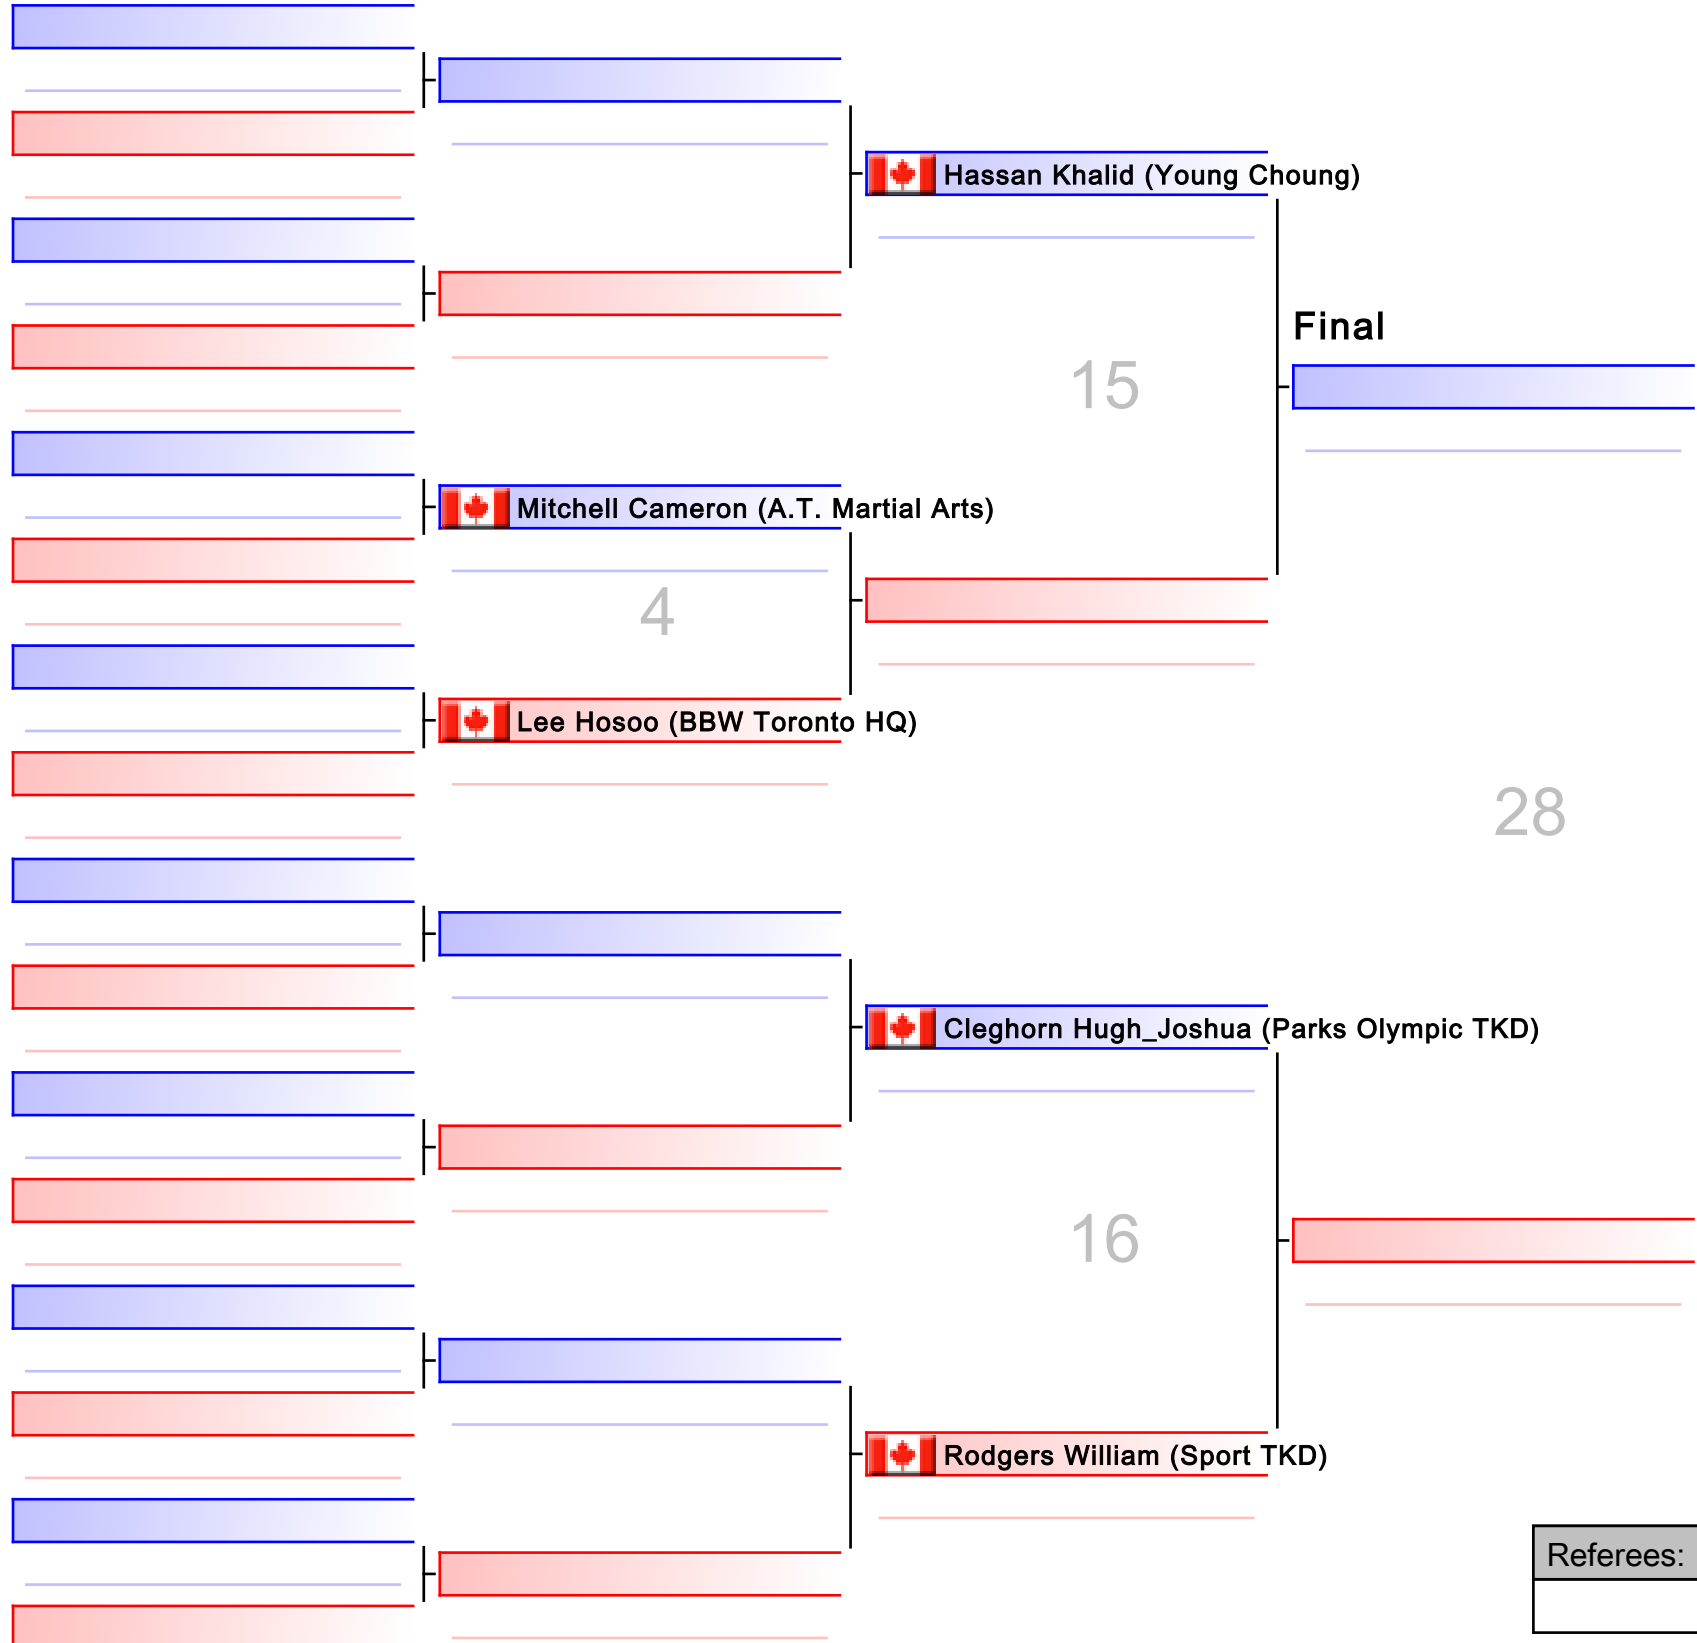 Hassan Khalid (Young Choung)
Final
15
Mitchell Cameron (A.T. Martial Arts)
4
Lee Hosoo (BBW Toronto HQ)
28
Cleghorn Hugh_Joshua (Parks Olympic TKD)
16
Rodgers William (Sport TKD)
Referees: